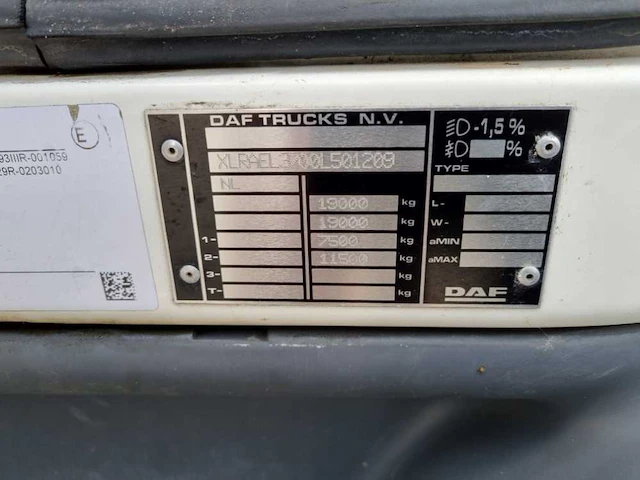 E
93IIIR-001059
29R-0203010
DAF TRUCKS N.V.
XLRAEL3700L501209
NL
19000 kg
19000 kg
1- 7500 kg
2- 11500 kg
3- kg
T- kg
-1,5%
%
TYPE
L-
W-
aMIN
aMAX
DAF